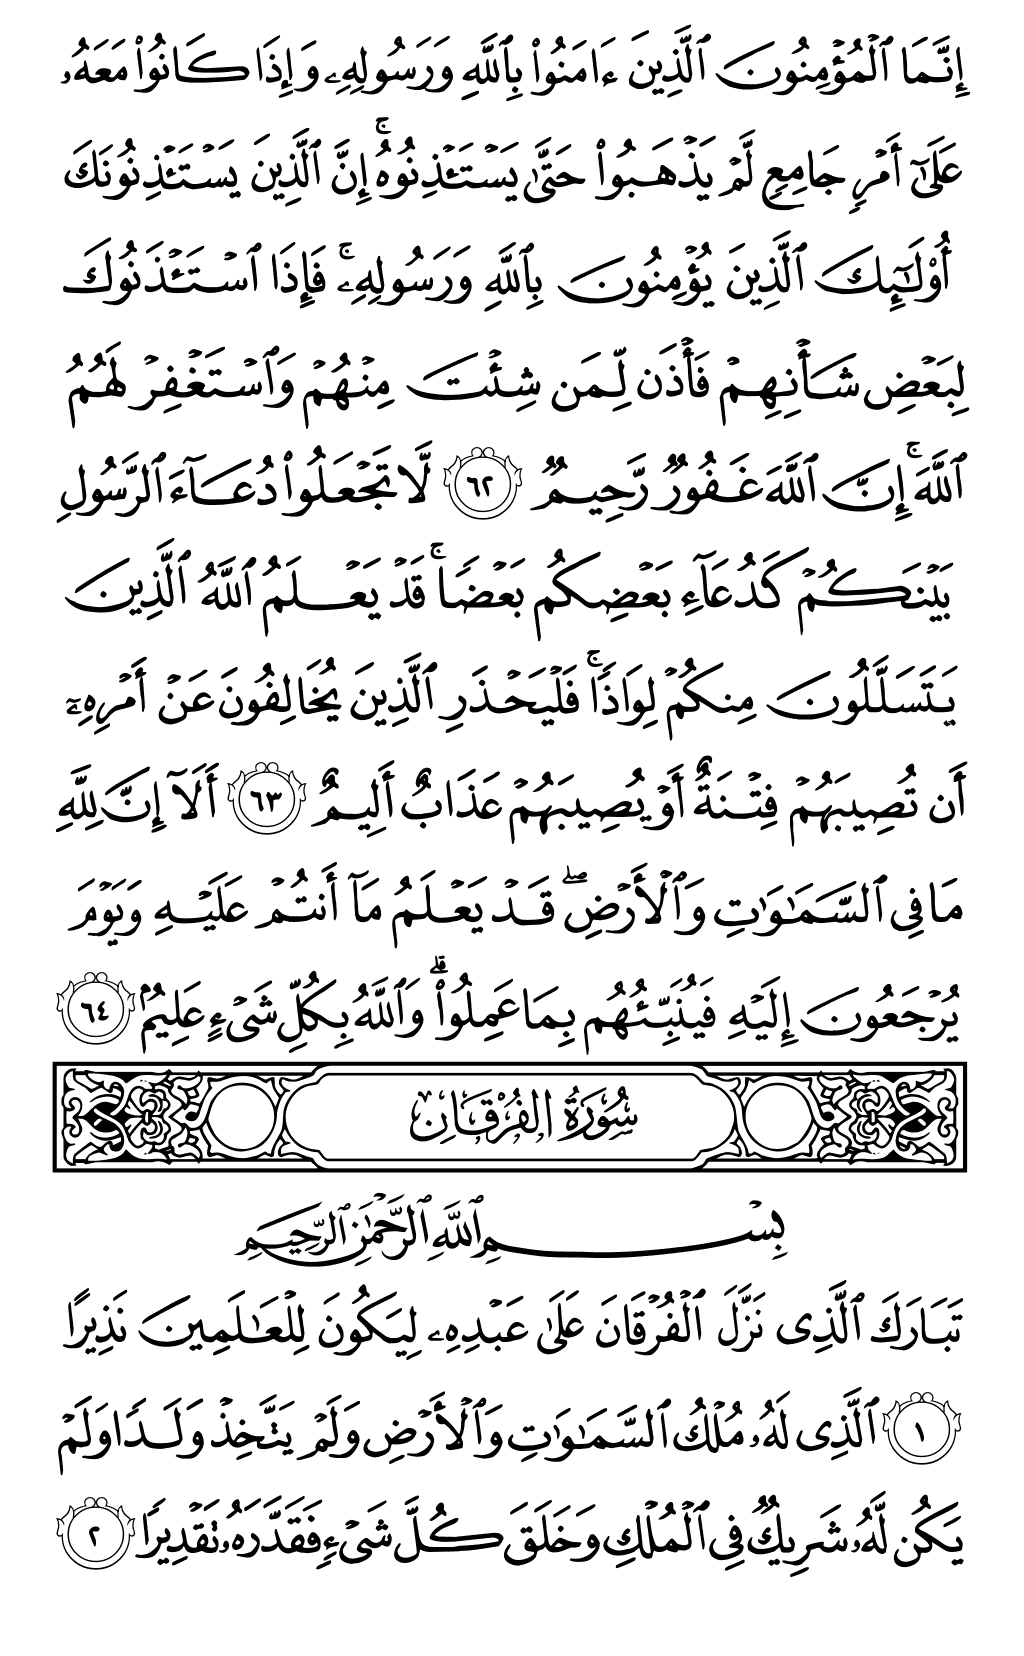 إِنَّمَا ٱلْمُؤْمِنُونَ ٱلَّذِينَ ءَامَنُوا۟ بِٱللَّهِ وَرَسُولِهِۦ وَإِذَا كَانُوا۟ مَعَهُۥ
عَلَىٰٓ أَمْرٍ جَامِعٍ لَّمْ يَذْهَبُوا۟ حَتَّىٰ يَسْتَـْٔذِنُوهُ ۚ إِنَّ ٱلَّذِينَ يَسْتَـْٔذِنُونَكَ
أُو۟لَـٰٓئِكَ ٱلَّذِينَ يُؤْمِنُونَ بِٱللَّهِ وَرَسُولِهِۦ ۚ فَإِذَا ٱسْتَـْٔذَنُوكَ
لِبَعْضِ شَأْنِهِمْ فَأْذَن لِّمَن شِئْتَ مِنْهُمْ وَٱسْتَغْفِرْ لَهُمُ
ٱللَّهَ ۚ إِنَّ ٱللَّهَ غَفُورٌ رَّحِيمٌ ٦٢ لَّا تَجْعَلُوا۟ دُعَآءَ ٱلرَّسُولِ
بَيْنَكُمْ كَدُعَآءِ بَعْضِكُم بَعْضًا ۚ قَدْ يَعْلَمُ ٱللَّهُ ٱلَّذِينَ
يَتَسَلَّلُونَ مِنكُمْ لِوَاذًا ۚ فَلْيَحْذَرِ ٱلَّذِينَ يُخَالِفُونَ عَنْ أَمْرِهِۦٓ
أَن تُصِيبَهُمْ فِتْنَةٌ أَوْ يُصِيبَهُمْ عَذَابٌ أَلِيمٌ ٦٣ أَلَآ إِنَّ لِلَّهِ
مَا فِى ٱلسَّمَـٰوَٰتِ وَٱلْأَرْضِ ۖ قَدْ يَعْلَمُ مَآ أَنتُمْ عَلَيْهِ وَيَوْمَ
يُرْجَعُونَ إِلَيْهِ فَيُنَبِّئُهُم بِمَا عَمِلُوا۟ ۗ وَٱللَّهُ بِكُلِّ شَىْءٍ عَلِيمٌۢ ٦٤
سُورَةُ الفُرْقَانِ
بِسْمِ ٱللَّهِ ٱلرَّحْمَـٰنِ ٱلرَّحِيمِ
تَبَارَكَ ٱلَّذِى نَزَّلَ ٱلْفُرْقَانَ عَلَىٰ عَبْدِهِۦ لِيَكُونَ لِلْعَـٰلَمِينَ نَذِيرًا
١ ٱلَّذِى لَهُۥ مُلْكُ ٱلسَّمَـٰوَٰتِ وَٱلْأَرْضِ وَلَمْ يَتَّخِذْ وَلَدًا وَلَمْ
يَكُن لَّهُۥ شَرِيكٌ فِى ٱلْمُلْكِ وَخَلَقَ كُلَّ شَىْءٍ فَقَدَّرَهُۥ تَقْدِيرًا ٢